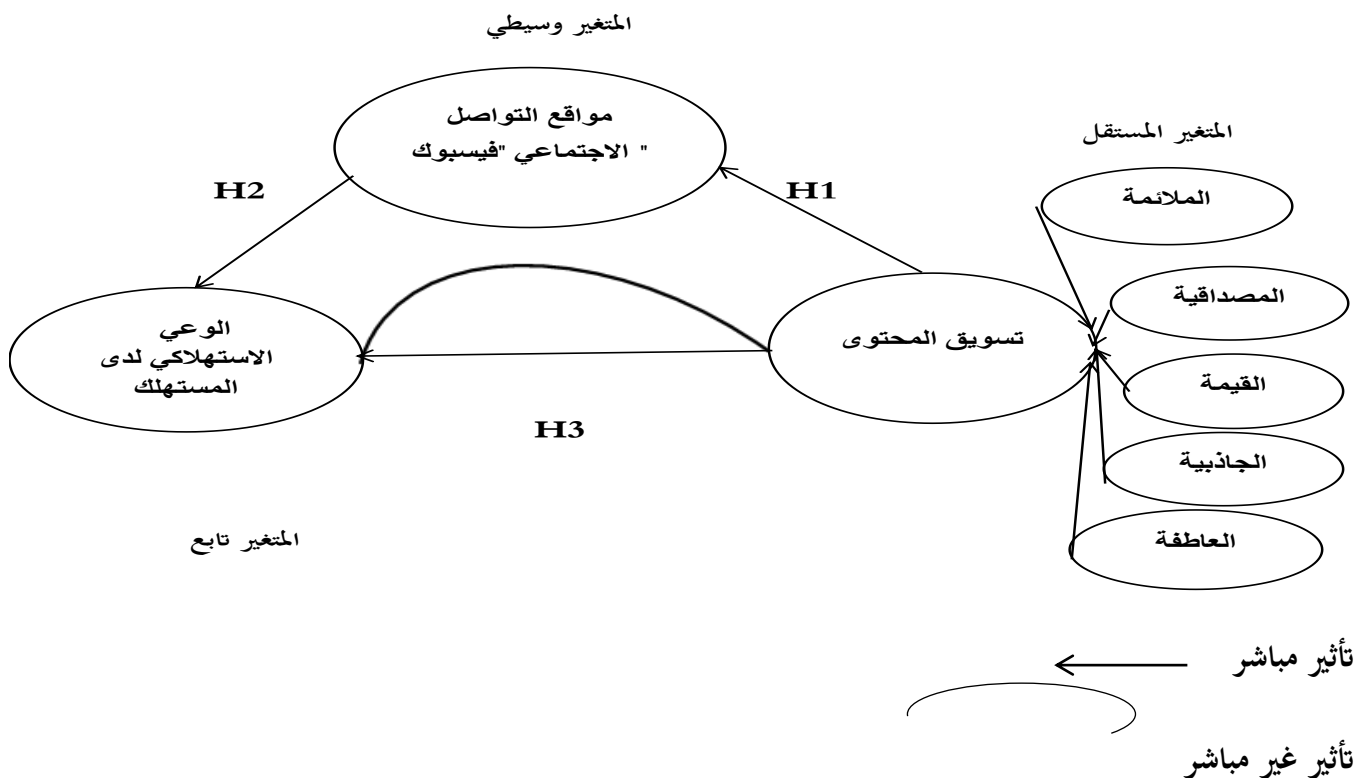 المتغير وسيطي
مواقع التواصل
الاجتماعي "فيسبوك "
المتغير المستقل
الملائمة
H2
H1
المصداقية
الوعي
الاستهلاكي لدى
المستهلك
تسويق المحتوى
القيمة
H3
الجاذبية
المتغير تابع
العاطفة
تأثير مباشر
تأثير غير مباشر